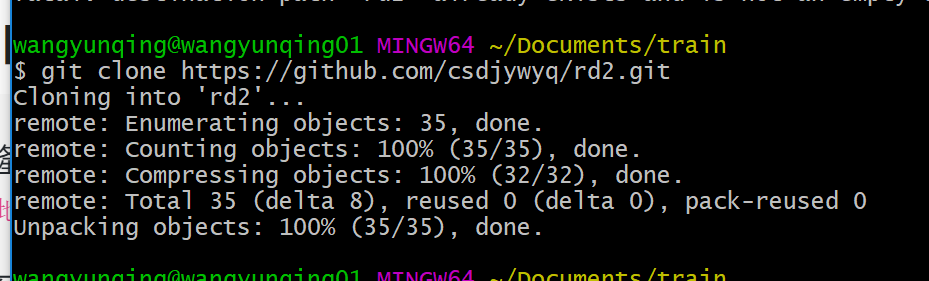 wangyunqing@wangyunqing01 MINGW64 ~/Documents/train
$ git clone https://github.com/csdjywyq/rd2.git
Cloning into 'rd2'...
remote: Enumerating objects: 35, done.
remote: Counting objects: 100% (35/35), done.
remote: Compressing objects: 100% (32/32), done.
remote: Total 35 (delta 8), reused 0 (delta 0), pack-reused 0
Unpacking objects: 100% (35/35), done.
wangyunqing@wangyunqing01 MINGW64 ~/Documents/train